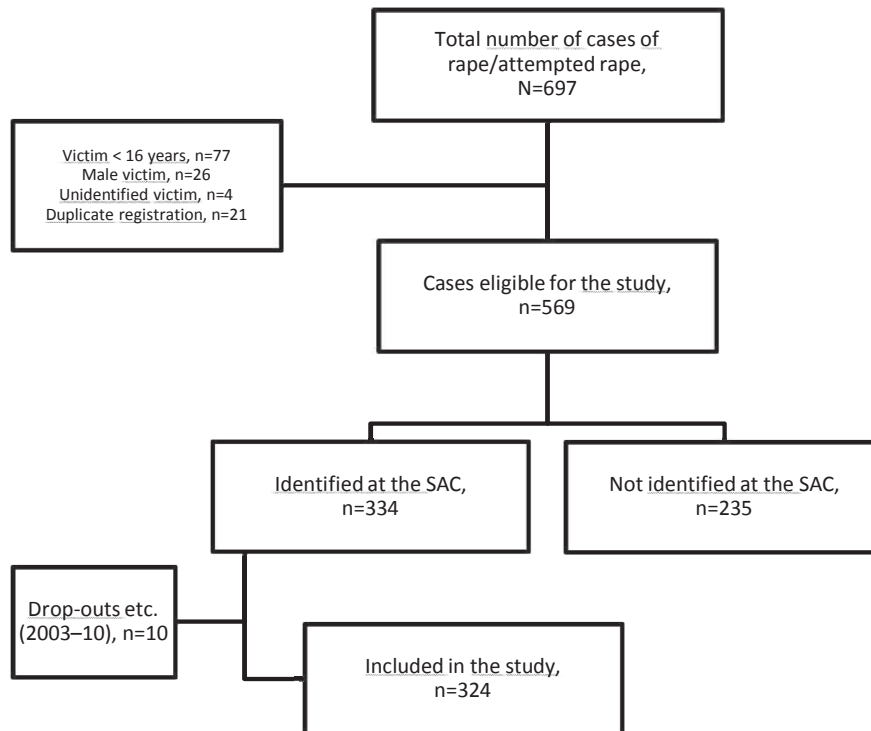 Total number of cases of
rape/attempted rape,
N=697
Victim < 16 years, n=77
Male victim, n=26
Unidentified victim, n=4
Duplicate registration, n=21
Cases eligible for the study,
n=569
Identified at the SAC,
n=334
Not identified at the SAC,
n=235
Drop-outs etc.
(2003–10), n=10
Included in the study,
n=324